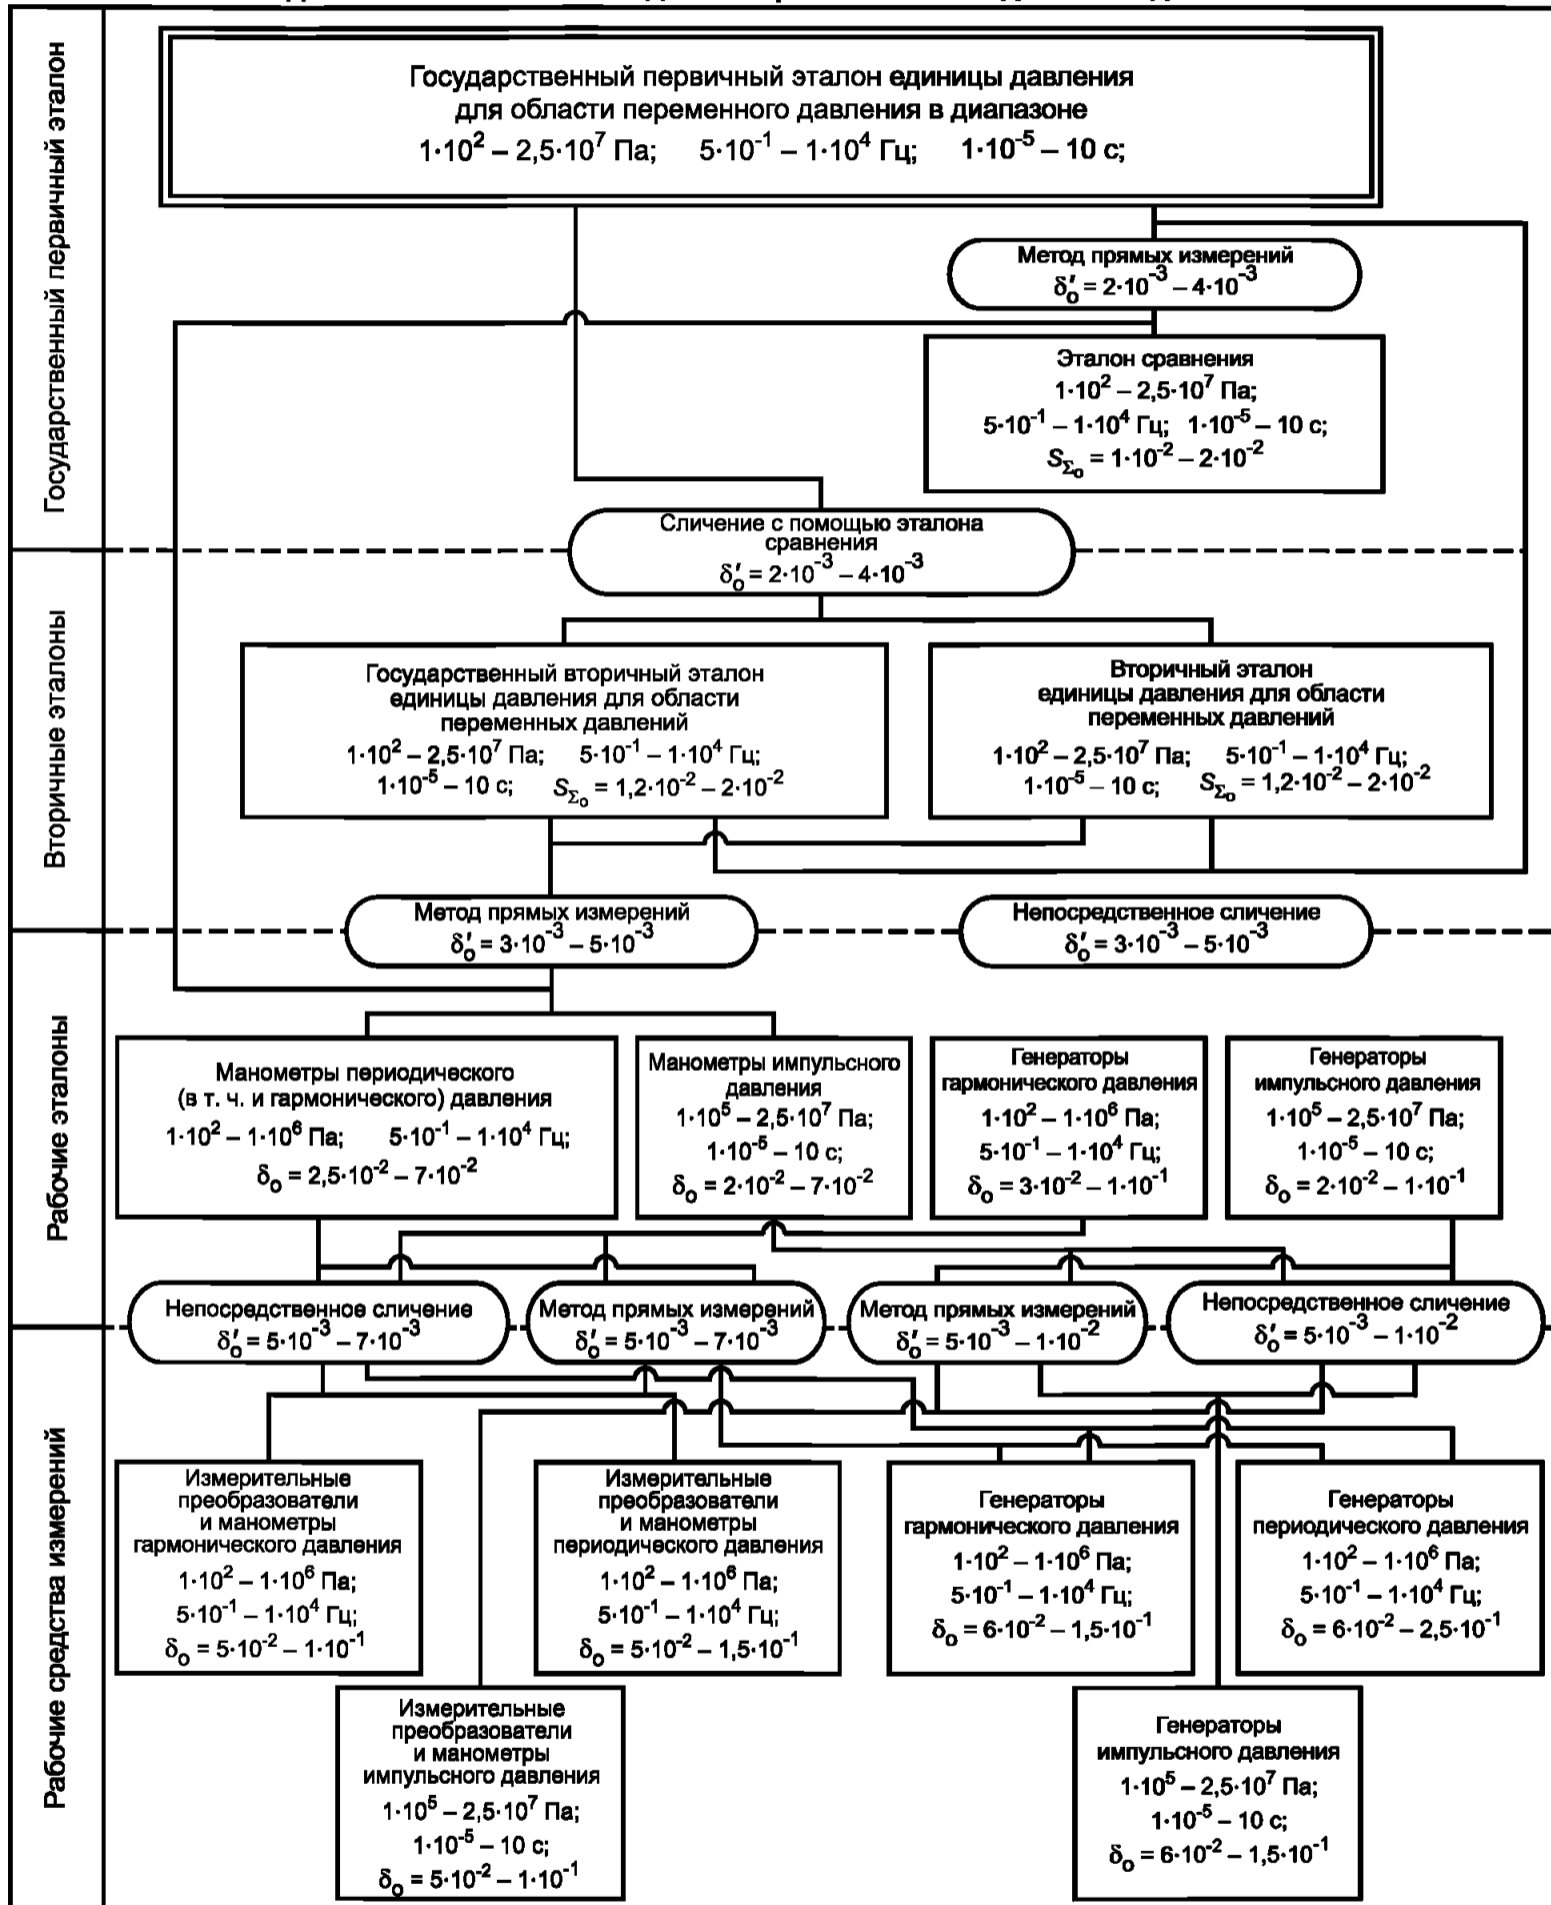 Государственный первичный эталон
Государственный первичный эталон единицы давления
для области переменного давления в диапазоне
1·10² – 2,5·10⁷ Па; 5·10⁻¹ – 1·10⁴ Гц; 1·10⁻⁵ – 10 с;
Метод прямых измерений
δ′₀ = 2·10⁻³ – 4·10⁻³
Эталон сравнения
1·10² – 2,5·10⁷ Па;
5·10⁻¹ – 1·10⁴ Гц; 1·10⁻⁵ – 10 с;
S_Σ₀ = 1·10⁻² – 2·10⁻²
Сличение с помощью эталона
сравнения
δ′₀ = 2·10⁻³ – 4·10⁻³
Вторичные эталоны
Государственный вторичный эталон
единицы давления для области
переменных давлений
1·10² – 2,5·10⁷ Па; 5·10⁻¹ – 1·10⁴ Гц;
1·10⁻⁵ – 10 с; S_Σ₀ = 1,2·10⁻² – 2·10⁻²
Вторичный эталон
единицы давления для области
переменных давлений
1·10² – 2,5·10⁷ Па; 5·10⁻¹ – 1·10⁴ Гц;
1·10⁻⁵ – 10 с; S_Σ₀ = 1,2·10⁻² – 2·10⁻²
Метод прямых измерений
δ′₀ = 3·10⁻³ – 5·10⁻³
Непосредственное сличение
δ′₀ = 3·10⁻³ – 5·10⁻³
Рабочие эталоны
Манометры периодического
(в т. ч. и гармонического) давления
1·10² – 1·10⁶ Па; 5·10⁻¹ – 1·10⁴ Гц;
δ₀ = 2,5·10⁻² – 7·10⁻²
Манометры импульсного
давления
1·10⁵ – 2,5·10⁷ Па;
1·10⁻⁵ – 10 с;
δ₀ = 2·10⁻² – 7·10⁻²
Генераторы
гармонического давления
1·10² – 1·10⁶ Па;
5·10⁻¹ – 1·10⁴ Гц;
δ₀ = 3·10⁻² – 1·10⁻¹
Генераторы
импульсного давления
1·10⁵ – 2,5·10⁷ Па;
1·10⁻⁵ – 10 с;
δ₀ = 2·10⁻² – 1·10⁻¹
Непосредственное сличение
δ′₀ = 5·10⁻³ – 7·10⁻³
Метод прямых измерений
δ′₀ = 5·10⁻³ – 7·10⁻³
Метод прямых измерений
δ′₀ = 5·10⁻³ – 1·10⁻²
Непосредственное сличение
δ′₀ = 5·10⁻³ – 1·10⁻²
Рабочие средства измерений
Измерительные
преобразователи
и манометры
гармонического давления
1·10² – 1·10⁶ Па;
5·10⁻¹ – 1·10⁴ Гц;
δ₀ = 5·10⁻² – 1·10⁻¹
Измерительные
преобразователи
и манометры
периодического давления
1·10² – 1·10⁶ Па;
5·10⁻¹ – 1·10⁴ Гц;
δ₀ = 5·10⁻² – 1,5·10⁻¹
Генераторы
гармонического давления
1·10² – 1·10⁶ Па;
5·10⁻¹ – 1·10⁴ Гц;
δ₀ = 6·10⁻² – 1,5·10⁻¹
Генераторы
периодического давления
1·10² – 1·10⁶ Па;
5·10⁻¹ – 1·10⁴ Гц;
δ₀ = 6·10⁻² – 2,5·10⁻¹
Измерительные
преобразователи
и манометры
импульсного давления
1·10⁵ – 2,5·10⁷ Па;
1·10⁻⁵ – 10 с;
δ₀ = 5·10⁻² – 1·10⁻¹
Генераторы
импульсного давления
1·10⁵ – 2,5·10⁷ Па;
1·10⁻⁵ – 10 с;
δ₀ = 6·10⁻² – 1,5·10⁻¹